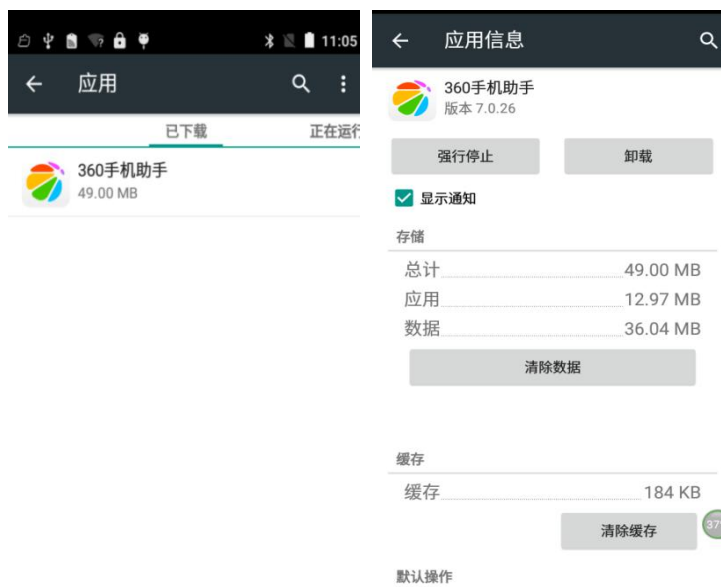 11:05
应用
已下载
正在运行
360手机助手
49.00 MB
应用信息
360手机助手
版本 7.0.26
强行停止
卸载
显示通知
存储
总计 49.00 MB
应用 12.97 MB
数据 36.04 MB
清除数据
缓存
缓存 184 KB
清除缓存
37
默认操作